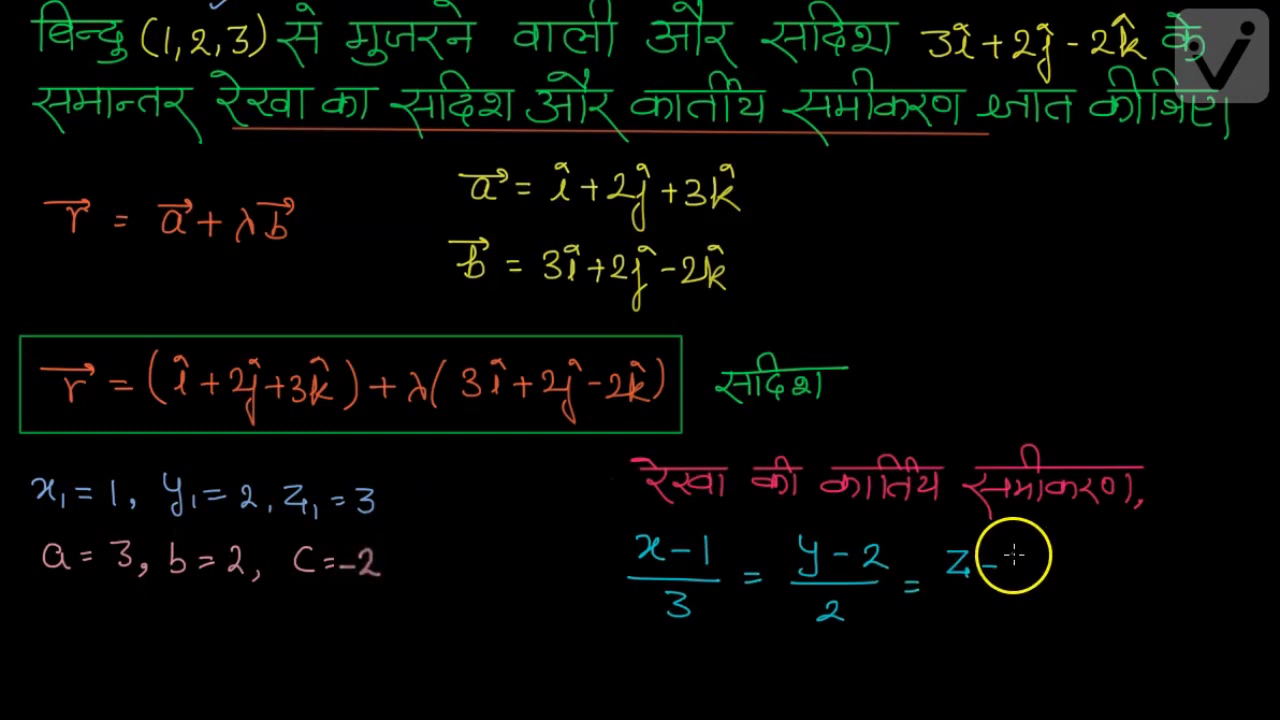 बिन्दु (1,2,3) से गुजरने वाली और सदिश 3î+2ĵ-2k̂ के
समान्तर रेखा का सदिश और कार्तीय समीकरण ज्ञात कीजिए।
a⃗ = î+2ĵ+3k̂
r⃗ = a⃗+λb⃗
b⃗ = 3î+2ĵ-2k̂
r⃗ = (î+2ĵ+3k̂)+λ(3î+2ĵ-2k̂) सदिश
रेखा की कार्तिय समीकरण,
x₁=1, y₁=2, z₁=3
a=3, b=2, c=-2
x-1/3 = y-2/2 = z-